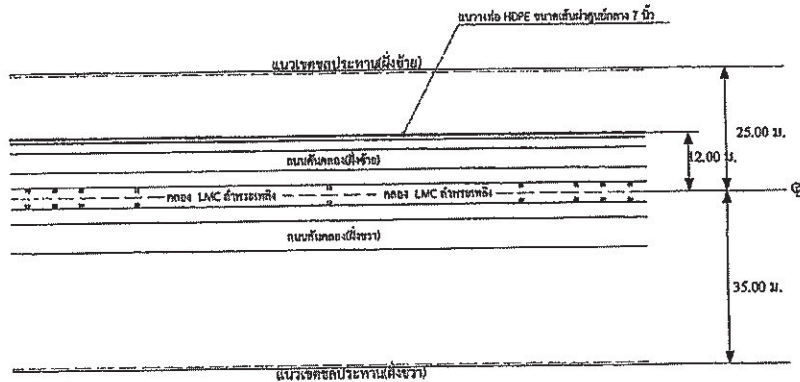 แนววางท่อ HDPE ขนาดเส้นผ่าศูนย์กลาง 7 นิ้ว
แนวเขตชลประทาน(ฝั่งซ้าย)
25.00 ม.
12.00 ม.
ถนนคันคลอง(ฝั่งซ้าย)
คลอง LMC ลำพระเพลิง คลอง LMC ลำพระเพลิง
ถนนคันคลอง(ฝั่งขวา)
35.00 ม.
แนวเขตชลประทาน(ฝั่งขวา)